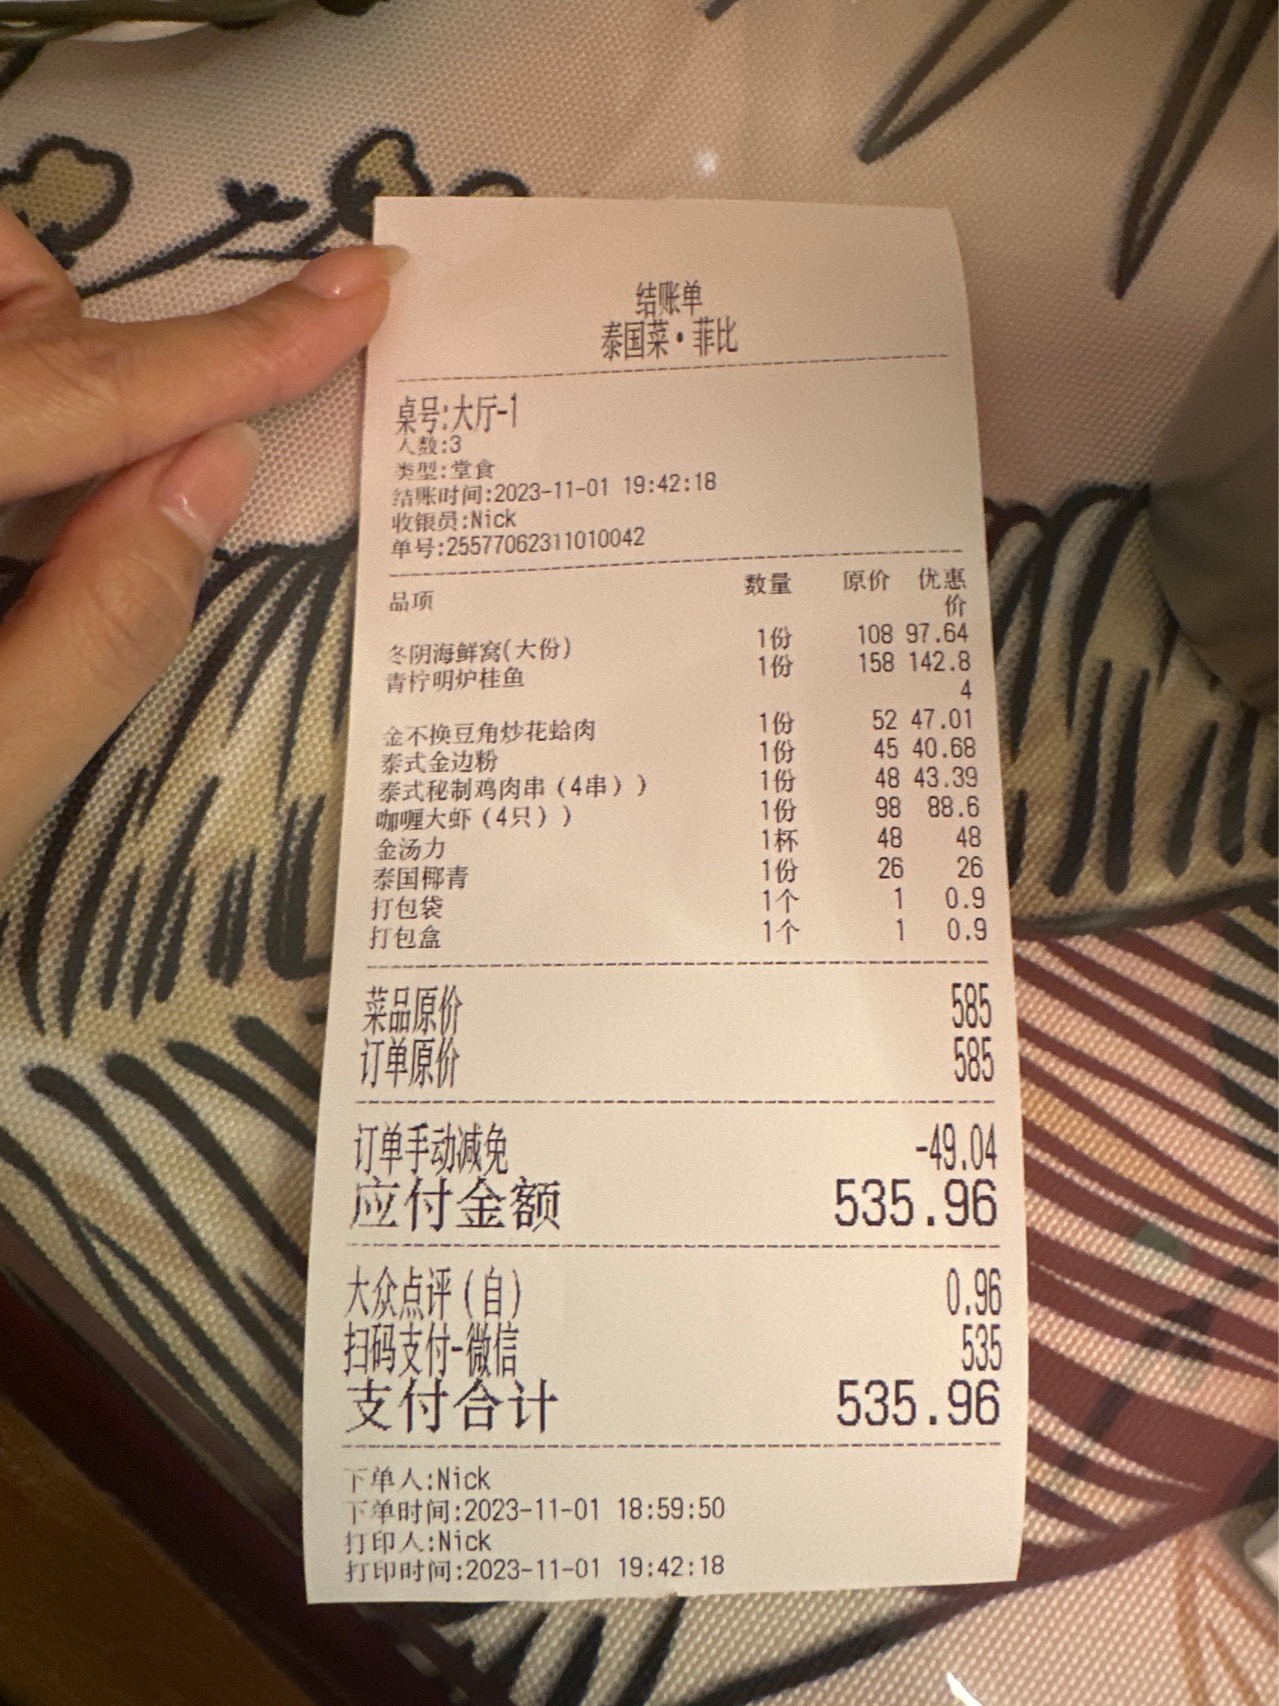 结账单
泰国菜·菲比
桌号:大厅-1
人数:3
类型:堂食
结账时间:2023-11-01 19:42:18
收银员:Nick
单号:25577062311010042
品项 数量 原价 优惠
价
冬阴海鲜窝(大份) 1份 108 97.64
青柠明炉桂鱼 1份 158 142.8
4
金不换豆角炒花蛤肉 1份 52 47.01
泰式金边粉 1份 45 40.68
泰式秘制鸡肉串(4串)) 1份 48 43.39
咖喱大虾(4只)) 1份 98 88.6
金汤力 1杯 48 48
泰国椰青 1份 26 26
打包袋 1个 1 0.9
打包盒 1个 1 0.9
菜品原价 585
订单原价 585
订单手动减免 -49.04
应付金额 535.96
大众点评(自) 0.96
扫码支付-微信 535
支付合计 535.96
下单人:Nick
下单时间:2023-11-01 18:59:50
打印人:Nick
打印时间:2023-11-01 19:42:18